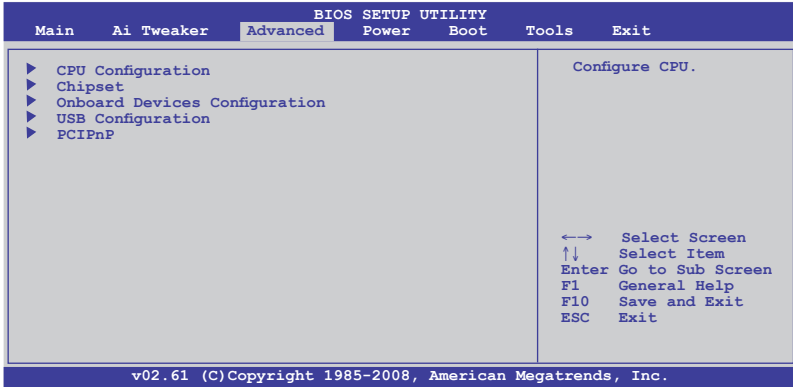 BIOS SETUP UTILITY
Main Ai Tweaker Advanced Power Boot Tools Exit
CPU Configuration
Chipset
Onboard Devices Configuration
USB Configuration
PCIPnP
Configure CPU.
←→ Select Screen
↑↓ Select Item
Enter Go to Sub Screen
F1 General Help
F10 Save and Exit
ESC Exit
v02.61 (C)Copyright 1985-2008, American Megatrends, Inc.